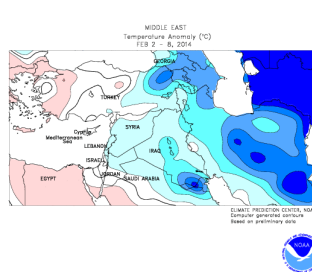 MIDDLE EAST
Temperature Anomaly (°C)
FEB 2 - 8, 2014
GEORGIA
TURKEY
Cyprus
Mediterranean
Sea
SYRIA
LEBANON
IRAQ
ISRAEL
JORDAN
EGYPT
SAUDI ARABIA
CLIMATE PREDICTION CENTER, NOA
Computer generated contours
Based on preliminary data
NOAA